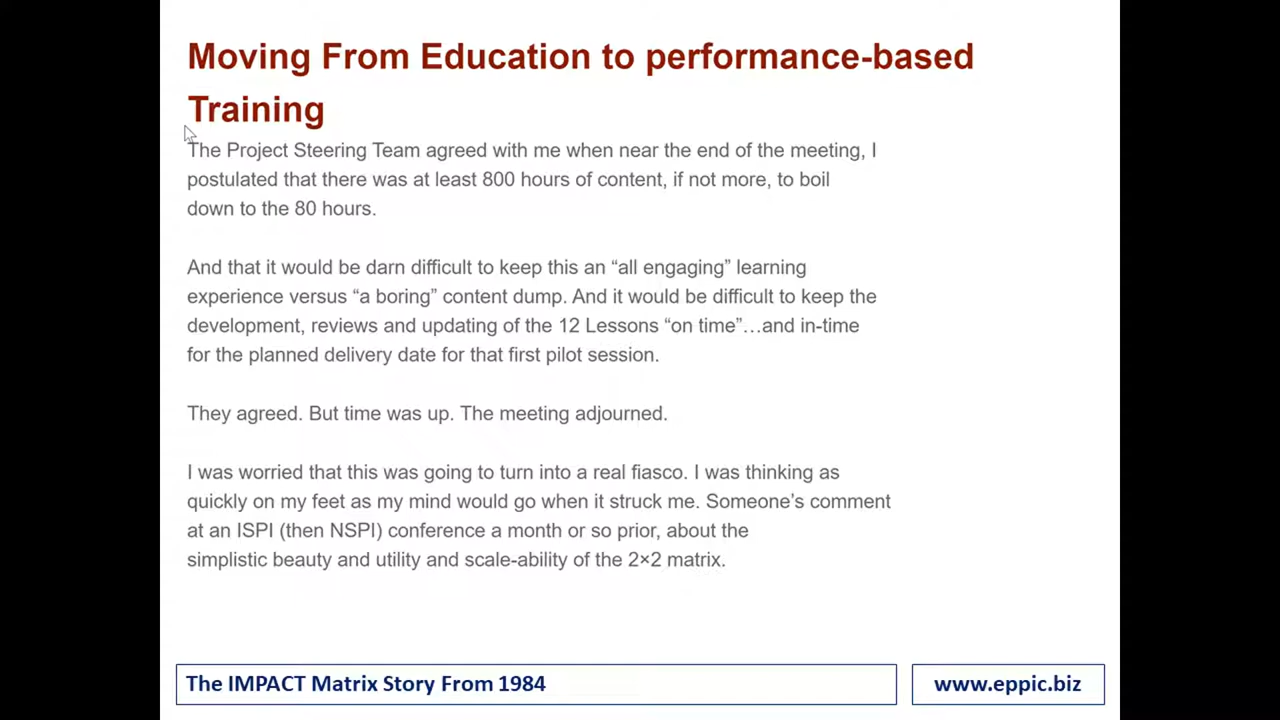 Moving From Education to performance-based
Training
The Project Steering Team agreed with me when near the end of the meeting, I
postulated that there was at least 800 hours of content, if not more, to boil
down to the 80 hours.
And that it would be darn difficult to keep this an “all engaging” learning
experience versus “a boring” content dump. And it would be difficult to keep the
development, reviews and updating of the 12 Lessons “on time”…and in-time
for the planned delivery date for that first pilot session.
They agreed. But time was up. The meeting adjourned.
I was worried that this was going to turn into a real fiasco. I was thinking as
quickly on my feet as my mind would go when it struck me. Someone’s comment
at an ISPI (then NSPI) conference a month or so prior, about the
simplistic beauty and utility and scale-ability of the 2×2 matrix.
The IMPACT Matrix Story From 1984
www.eppic.biz